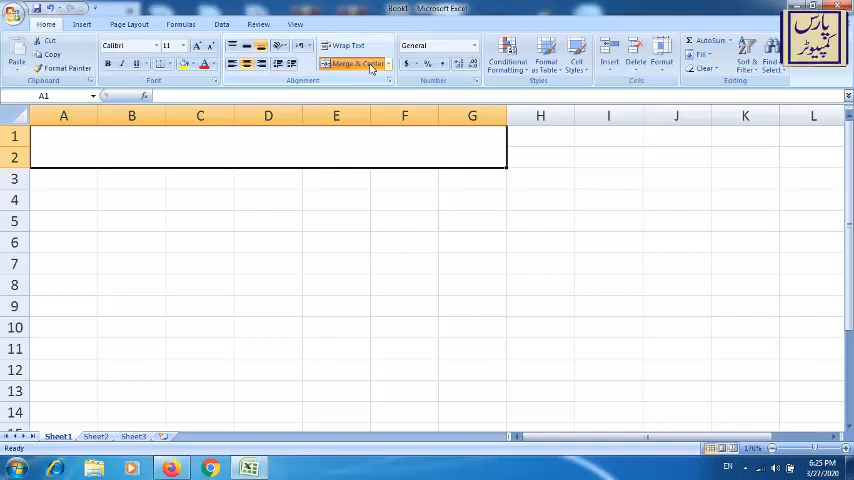 Book1 - Microsoft Excel
Home Insert Page Layout Formulas Data Review View
پارس
کمپیوٹر
Paste
Cut
Copy
Format Painter
Clipboard
Calibri 11
B I U
Font
Wrap Text
Merge & Center
Alignment
General
$ % ,
Number
Conditional Formatting
Format as Table
Cell Styles
Styles
Insert Delete Format
Cells
AutoSum
Fill
Clear
Sort & Filter
Find & Select
Editing
A1 fx
A B C D E F G H I J K L
1
2
3
4
5
6
7
8
9
10
11
12
13
14
Sheet1 Sheet2 Sheet3
Ready 170%
EN 6:25 PM
3/27/2020